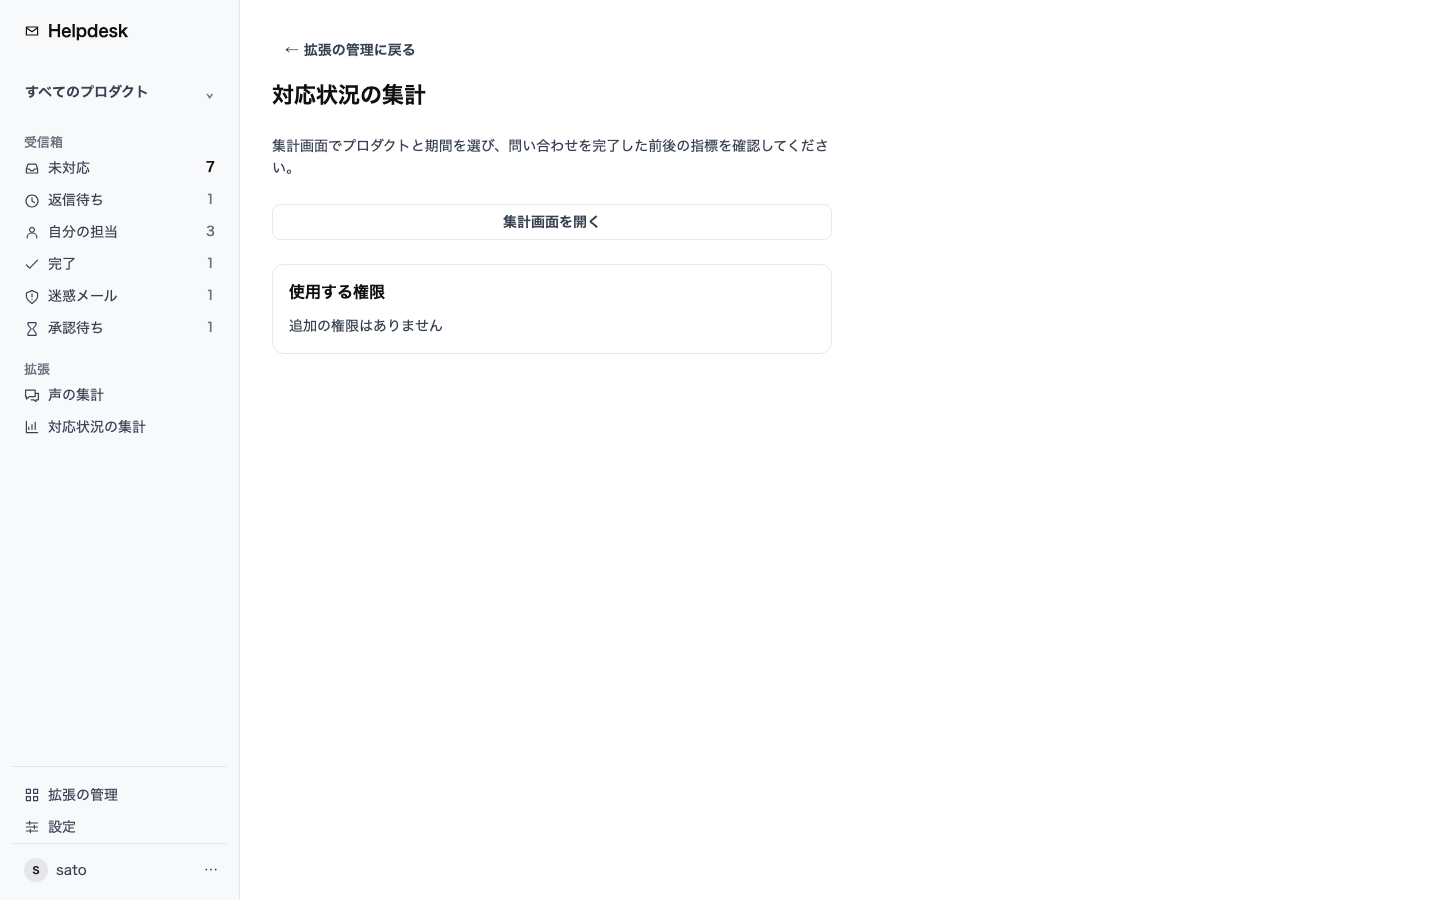 Helpdesk
すべてのプロダクト
受信箱
未対応 7
返信待ち 1
自分の担当 3
完了 1
迷惑メール 1
承認待ち 1
拡張
声の集計
対応状況の集計
拡張の管理
設定
S sato ...
← 拡張の管理に戻る
対応状況の集計
集計画面でプロダクトと期間を選び、問い合わせを完了した前後の指標を確認してくださ
い。
集計画面を開く
使用する権限
追加の権限はありません